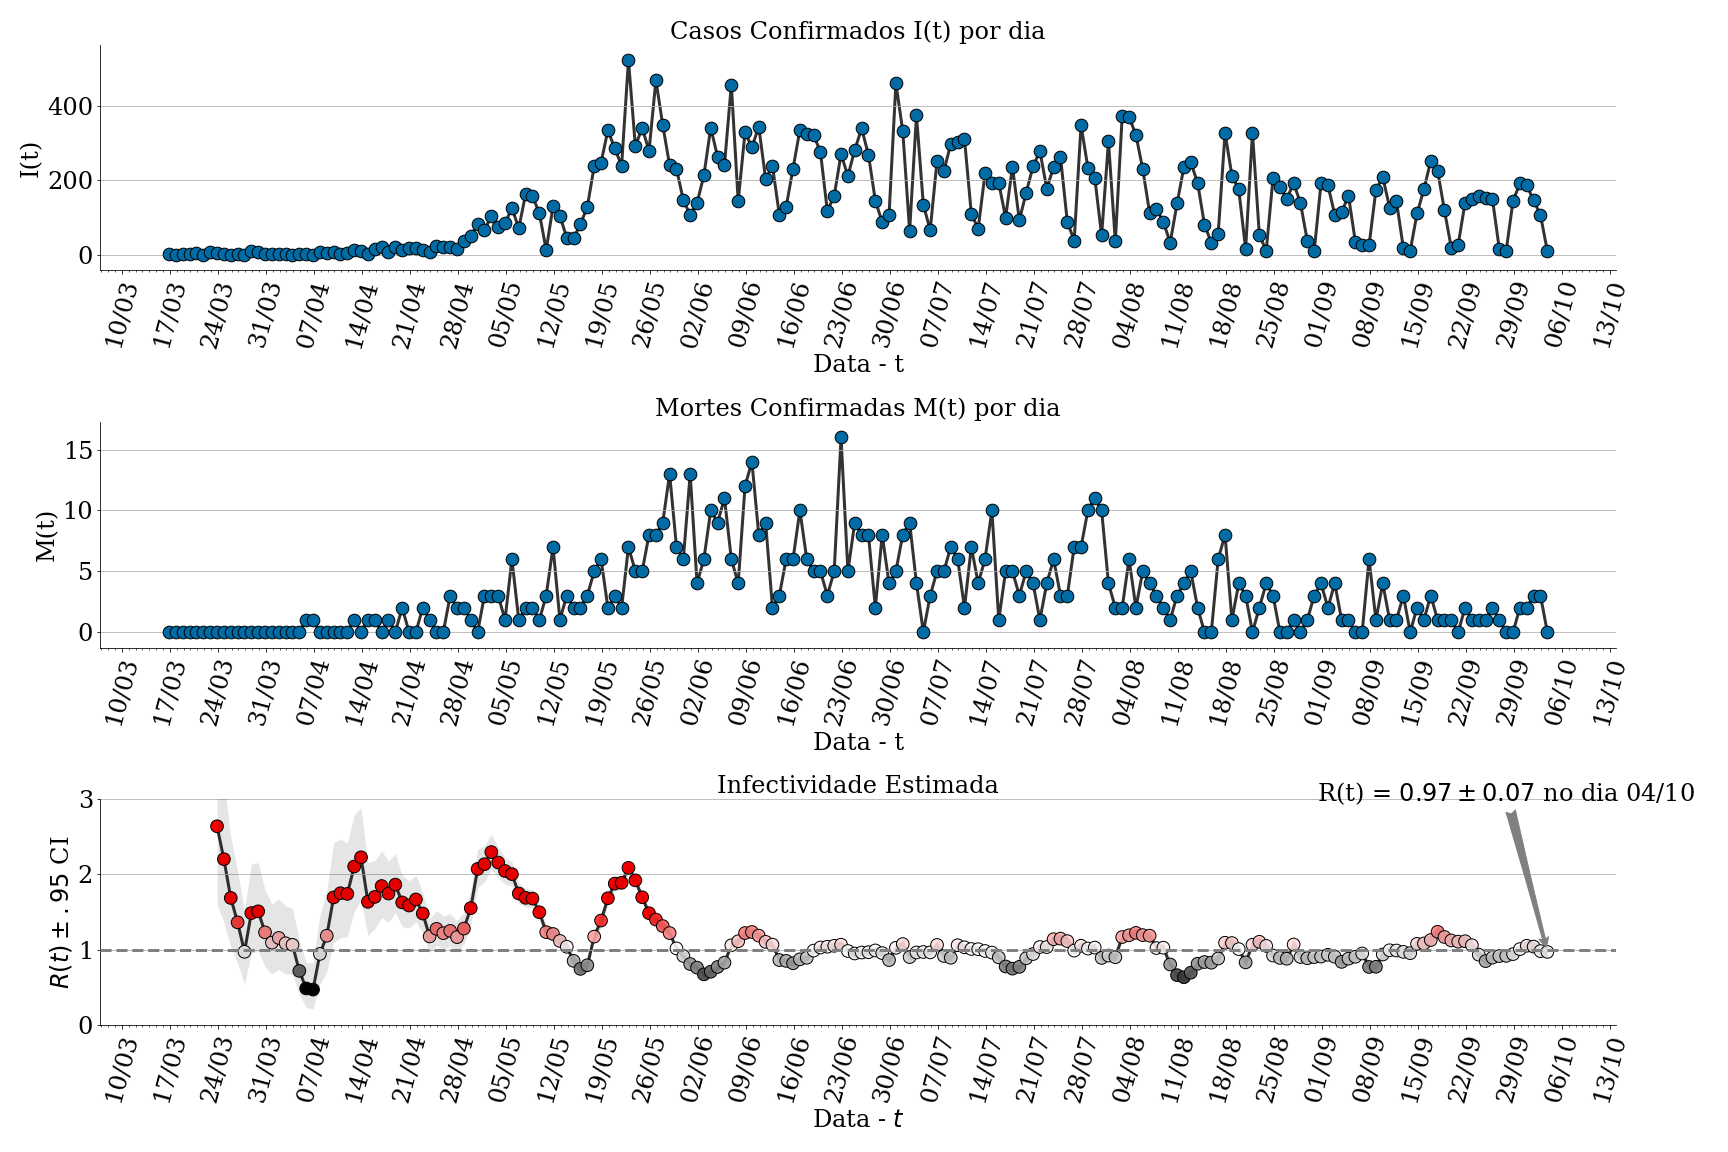 Casos Confirmados I(t) por dia
I(t)
400
200
0
10/03 17/03 24/03 31/03 07/04 14/04 21/04 28/04 05/05 12/05 19/05 26/05 02/06 09/06 16/06 23/06 30/06 07/07 14/07 21/07 28/07 04/08 11/08 18/08 25/08 01/09 08/09 15/09 22/09 29/09 06/10 13/10
Data - t
Mortes Confirmadas M(t) por dia
M(t)
15
10
5
0
10/03 17/03 24/03 31/03 07/04 14/04 21/04 28/04 05/05 12/05 19/05 26/05 02/06 09/06 16/06 23/06 30/06 07/07 14/07 21/07 28/07 04/08 11/08 18/08 25/08 01/09 08/09 15/09 22/09 29/09 06/10 13/10
Data - t
Infectividade Estimada
R(t) = 0.97 ± 0.07 no dia 04/10
R(t) ± .95 CI
3
2
1
0
10/03 17/03 24/03 31/03 07/04 14/04 21/04 28/04 05/05 12/05 19/05 26/05 02/06 09/06 16/06 23/06 30/06 07/07 14/07 21/07 28/07 04/08 11/08 18/08 25/08 01/09 08/09 15/09 22/09 29/09 06/10 13/10
Data - t